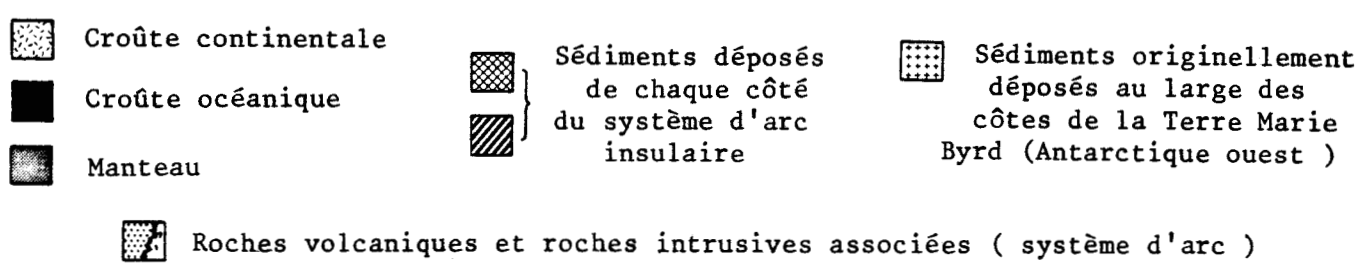 Croûte continentale
Croûte océanique
Manteau
Sédiments déposés
de chaque côté
du système d'arc
insulaire
Sédiments originellement
déposés au large des
côtes de la Terre Marie
Byrd (Antarctique ouest )
Roches volcaniques et roches intrusives associées ( système d'arc )